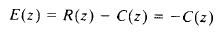 E(z) = R(z) − C(z) = −C(z)